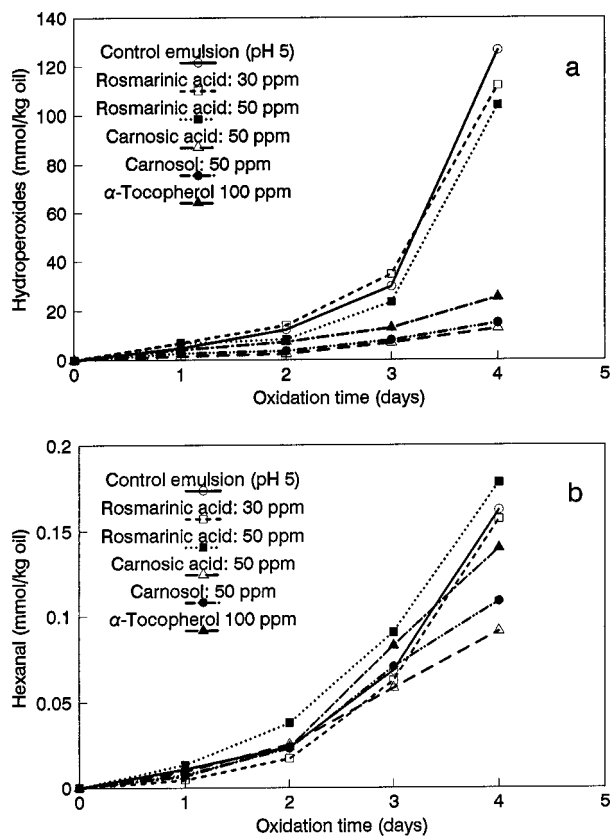 a
140
120
100
80
60
40
20
0
Hydroperoxides (mmol/kg oil)
Control emulsion (pH 5)
Rosmarinic acid: 30 ppm
Rosmarinic acid: 50 ppm
Carnosic acid: 50 ppm
Carnosol: 50 ppm
α-Tocopherol 100 ppm
0 1 2 3 4 5
Oxidation time (days)
b
0.2
0.15
0.1
0.05
0
Hexanal (mmol/kg oil)
Control emulsion (pH 5)
Rosmarinic acid: 30 ppm
Rosmarinic acid: 50 ppm
Carnosic acid: 50 ppm
Carnosol: 50 ppm
α-Tocopherol 100 ppm
0 1 2 3 4 5
Oxidation time (days)